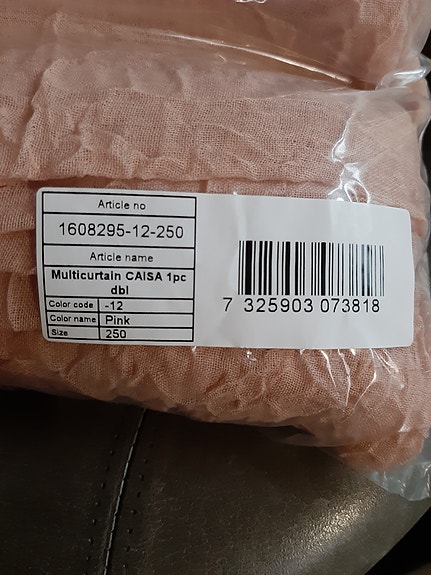 Article no
1608295-12-250
Article name
Multicurtain CAISA 1pc
dbl
Color code -12
Color name Pink
Size 250
7 325903 073818